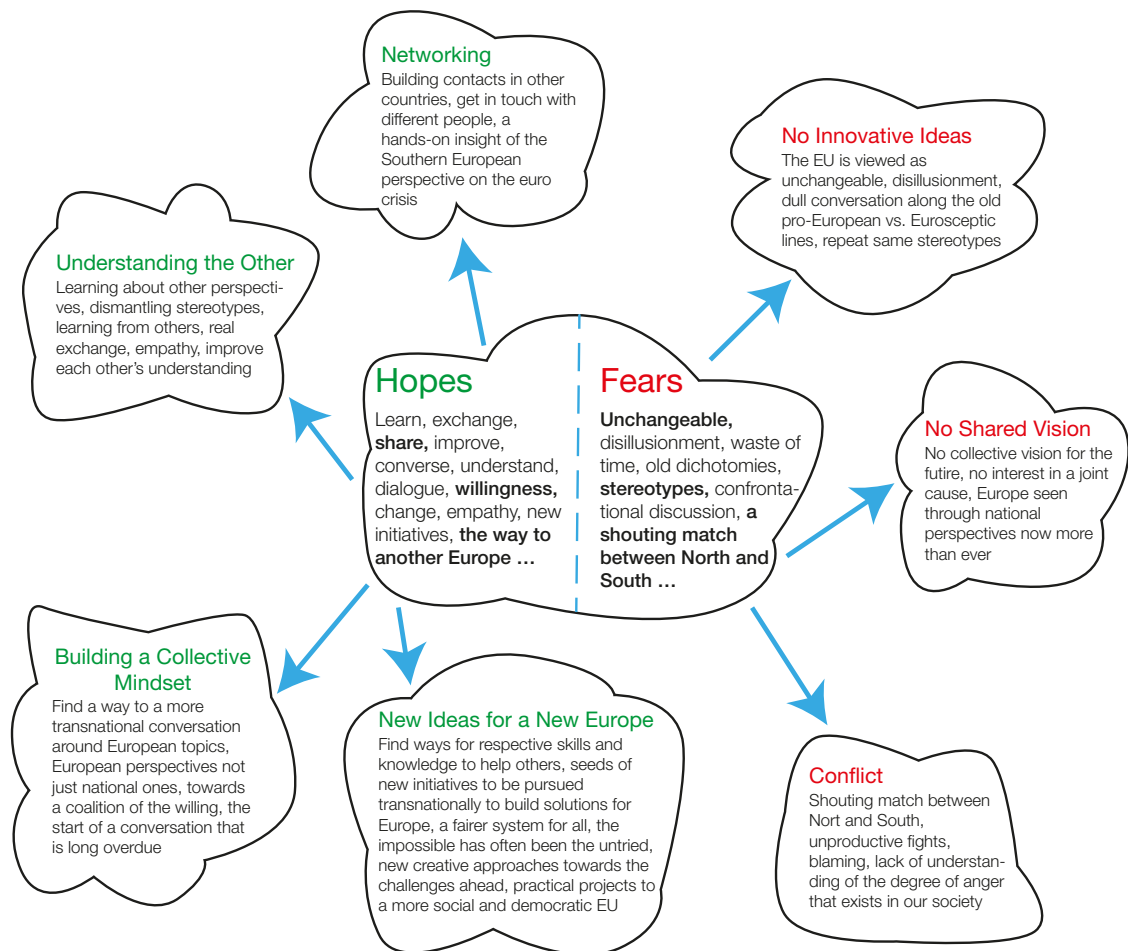 Networking
Building contacts in other
countries, get in touch with
different people, a
hands-on insight of the
Southern European
perspective on the euro
crisis
No Innovative Ideas
The EU is viewed as
unchangeable, disillusionment,
dull conversation along the old
pro-European vs. Eurosceptic
lines, repeat same stereotypes
Understanding the Other
Learning about other perspecti-
ves, dismantling stereotypes,
learning from others, real
exchange, empathy, improve
each other's understanding
Hopes
Learn, exchange,
share, improve,
converse, understand,
dialogue, willingness,
change, empathy, new
initiatives, the way to
another Europe ...
Fears
Unchangeable,
disillusionment, waste of
time, old dichotomies,
stereotypes, confronta-
tional discussion, a
shouting match
between North and
South ...
No Shared Vision
No collective vision for the
futire, no interest in a joint
cause, Europe seen
through national
perspectives now more
than ever
Building a Collective
Mindset
Find a way to a more
transnational conversation
around European topics,
European perspectives not
just national ones, towards
a coalition of the willing, the
start of a conversation that
is long overdue
New Ideas for a New Europe
Find ways for respective skills and
knowledge to help others, seeds of
new initiatives to be pursued
transnationally to build solutions for
Europe, a fairer system for all, the
impossible has often been the untried,
new creative approaches towards the
challenges ahead, practical projects to
a more social and democratic EU
Conflict
Shouting match between
Nort and South,
unproductive fights,
blaming, lack of understan-
ding of the degree of anger
that exists in our society